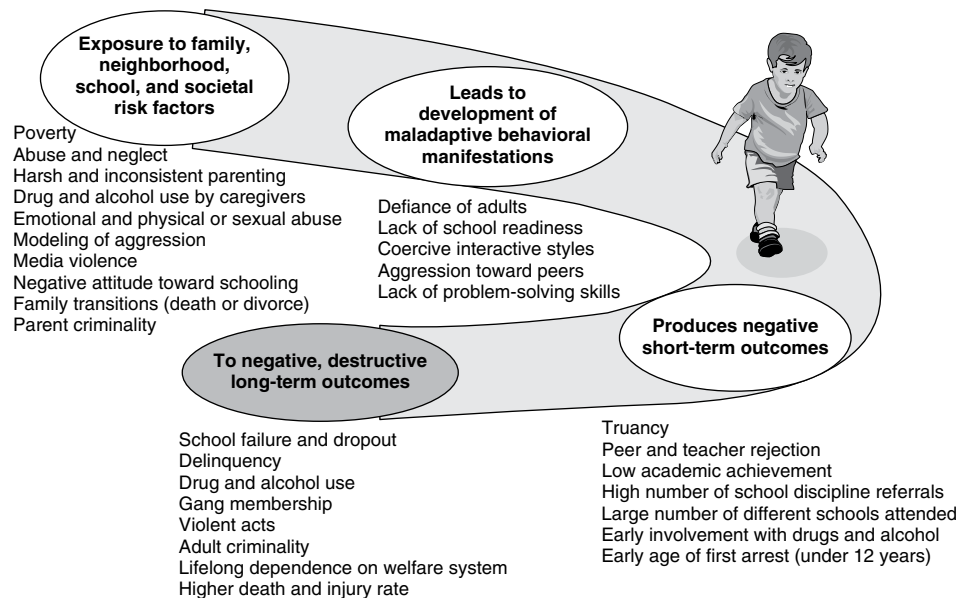 Exposure to family,
neighborhood,
school, and societal
risk factors
Poverty
Abuse and neglect
Harsh and inconsistent parenting
Drug and alcohol use by caregivers
Emotional and physical or sexual abuse
Modeling of aggression
Media violence
Negative attitude toward schooling
Family transitions (death or divorce)
Parent criminality
Leads to
development of
maladaptive behavioral
manifestations
Defiance of adults
Lack of school readiness
Coercive interactive styles
Aggression toward peers
Lack of problem-solving skills
Produces negative
short-term outcomes
Truancy
Peer and teacher rejection
Low academic achievement
High number of school discipline referrals
Large number of different schools attended
Early involvement with drugs and alcohol
Early age of first arrest (under 12 years)
To negative, destructive
long-term outcomes
School failure and dropout
Delinquency
Drug and alcohol use
Gang membership
Violent acts
Adult criminality
Lifelong dependence on welfare system
Higher death and injury rate